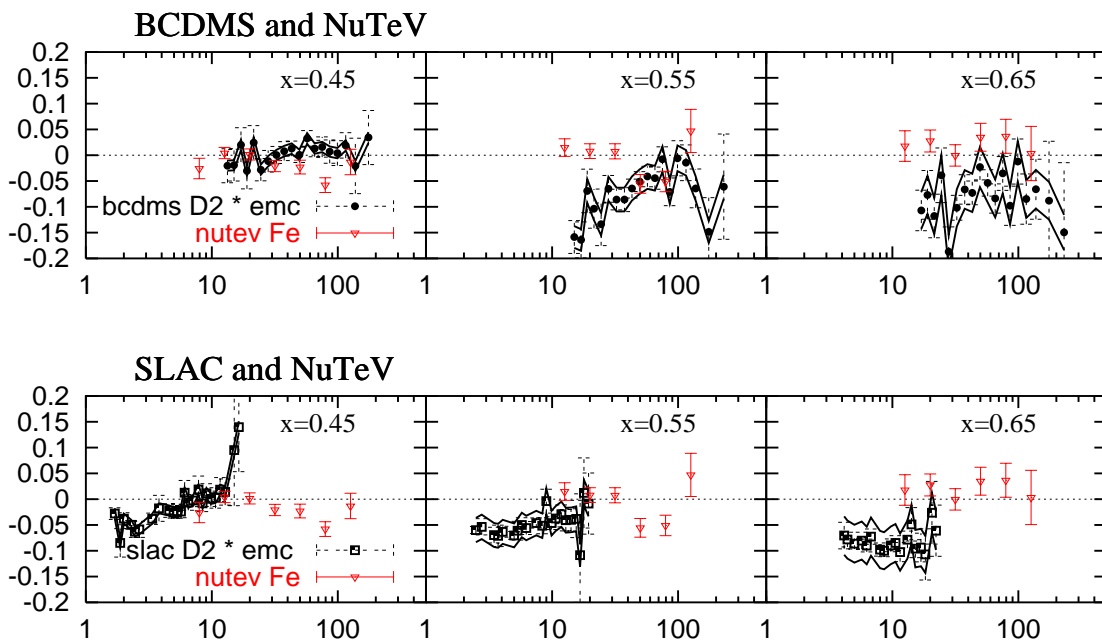 BCDMS and NuTeV
0.2
0.15
0.1
0.05
0
-0.05
-0.1
-0.15
-0.2
x=0.45
x=0.55
x=0.65
bcdms D2 * emc
nutev Fe
1 10 100 1 10 100 1 10 100
SLAC and NuTeV
0.2
0.15
0.1
0.05
0
-0.05
-0.1
-0.15
-0.2
x=0.45
x=0.55
x=0.65
slac D2 * emc
nutev Fe
1 10 100 1 10 100 1 10 100